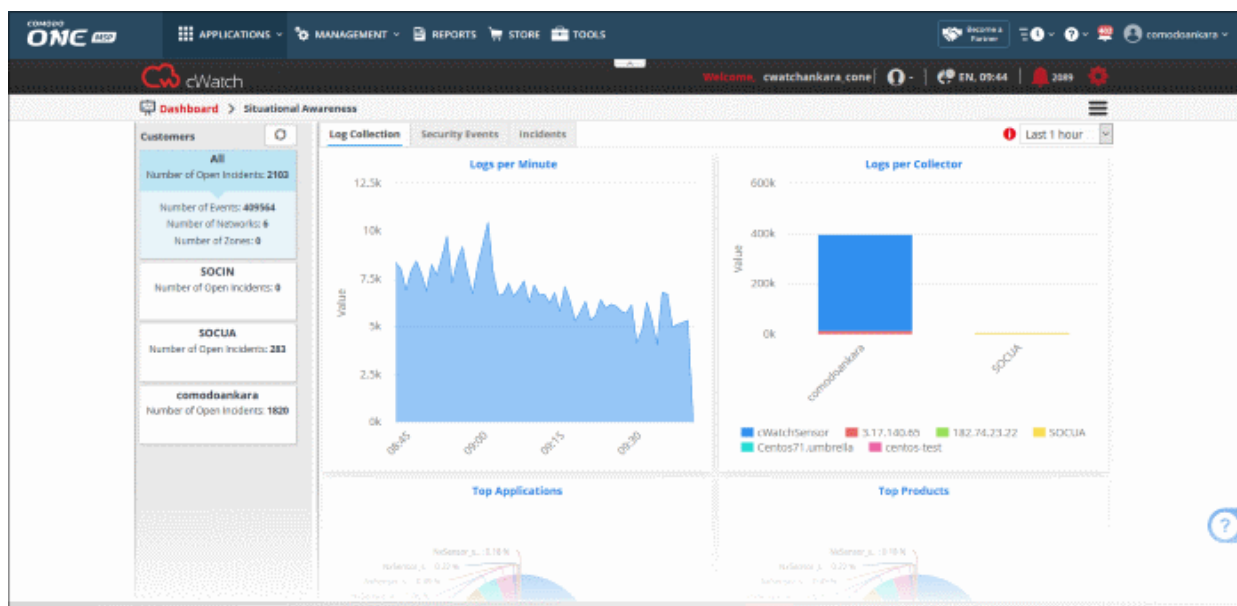 COMODO
ONE MSP
APPLICATIONS
MANAGEMENT
REPORTS
STORE
TOOLS
Become a
Partner
comodoankara
cWatch
Welcome, cwatchankara_cone
EN, 09:44
2089
Dashboard > Situational Awareness
Customers
All
Number of Open Incidents: 2103
Number of Events: 409564
Number of Networks: 6
Number of Zones: 0
SOCIN
Number of Open Incidents: 0
SOCUA
Number of Open Incidents: 283
comodoankara
Number of Open Incidents: 1820
Log Collection
Security Events
Incidents
Last 1 hour
Logs per Minute
12.5k
10k
7.5k
5k
2.5k
0k
Value
08:45
09:00
09:15
09:30
Logs per Collector
600k
400k
200k
0k
Value
comodoankara
SOCUA
cWatchSensor
3.17.140.65
182.74.23.22
SOCUA
Centos71.umbrella
centos-test
Top Applications
NxSensor_s...: 0.18 %
Top Products
NxSensor_s...: 0.18 %